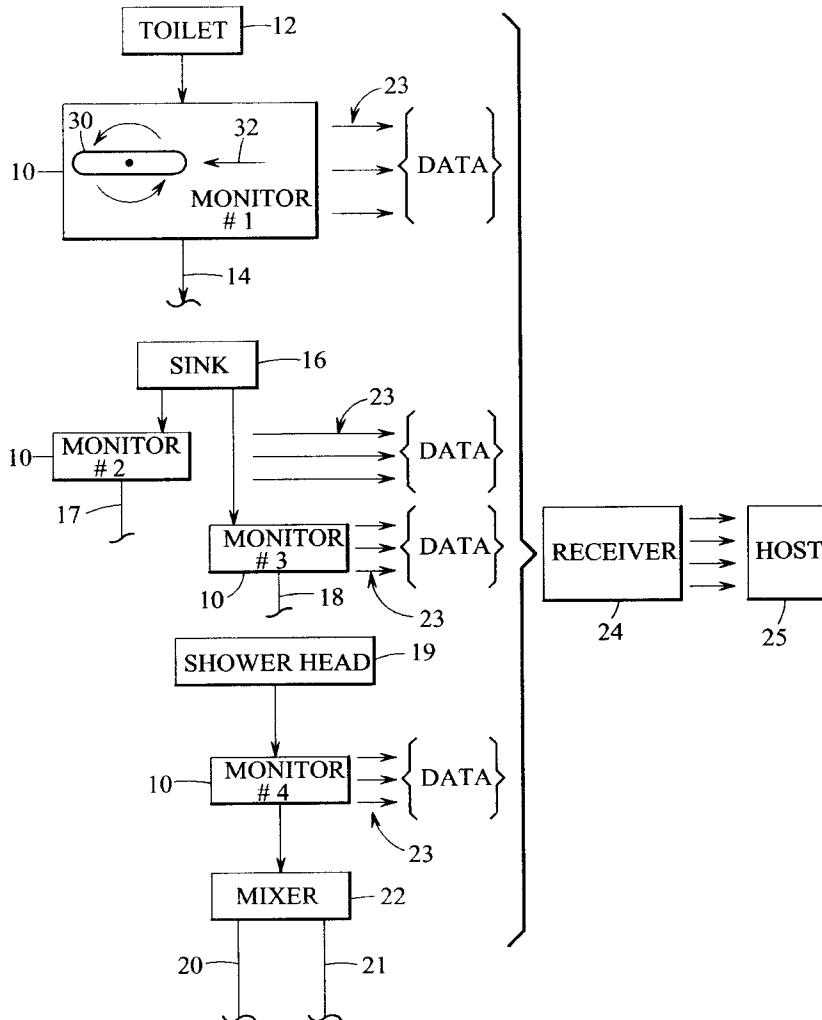 TOILET
12
23
30
32
10
DATA
MONITOR
# 1
14
SINK
16
23
10
MONITOR
# 2
DATA
17
MONITOR
# 3
DATA
10
18
23
RECEIVER
24
HOST
25
SHOWER HEAD
19
10
MONITOR
# 4
DATA
23
MIXER
22
20
21